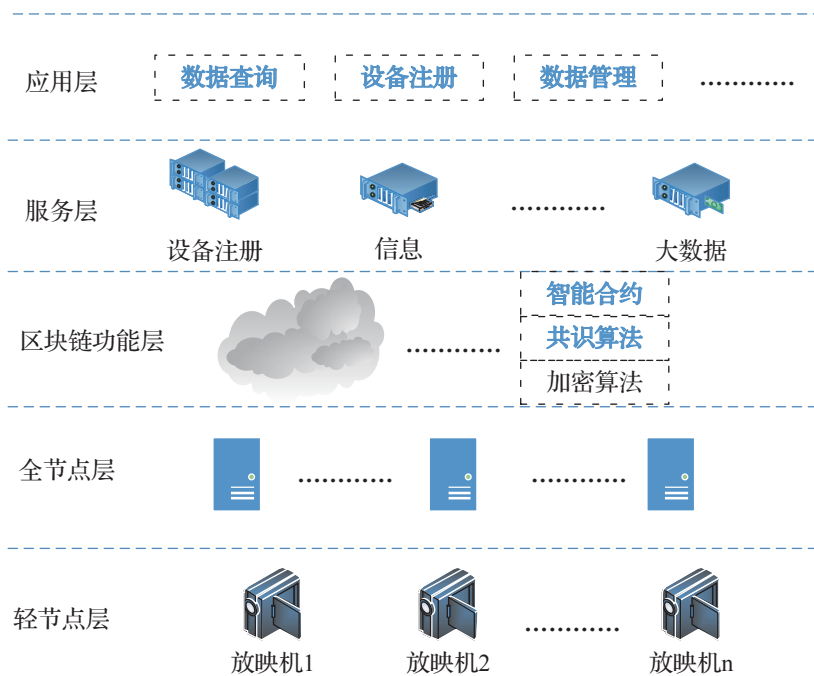 应用层 数据查询 设备注册 数据管理 …………
服务层
…………
设备注册 信息 大数据
智能合约
区块链功能层 ………… 共识算法
加密算法
全节点层 ………… …………
轻节点层 …………
放映机1 放映机2 放映机n